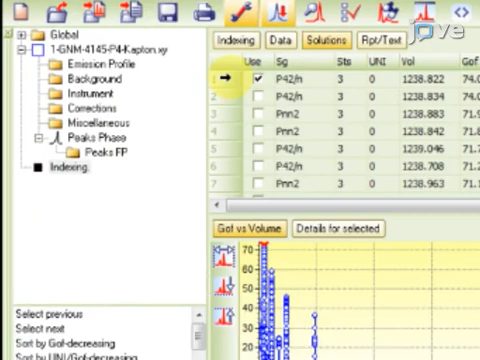 Global
1-GNM-4145-P4-Kapton.xy
Emission Profile
Background
Instrument
Corrections
Miscellaneous
Peaks Phase
Peaks FP
Indexing
Select previous
Select next
Sort by Gof-decreasing
Sort by UNI/Gof-decreasing
jove
Indexing Data Solutions Rpt/Text
Use Sg Sts UNI Vol Gof
1 P42/n 3 0 1238.822 74.0
2 P42/n 3 0 1238.834 74.0
3 Pnn2 3 0 1238.883 71.9
4 Pnn2 3 0 1238.842 71.8
5 P42/n 3 0 1239.046 71.7
6 P42/n 3 0 1238.708 71.2
7 Pnn2 3 0 1238.963 71.1
Gof vs Volume Details for selected
70
60
50
40
30
20